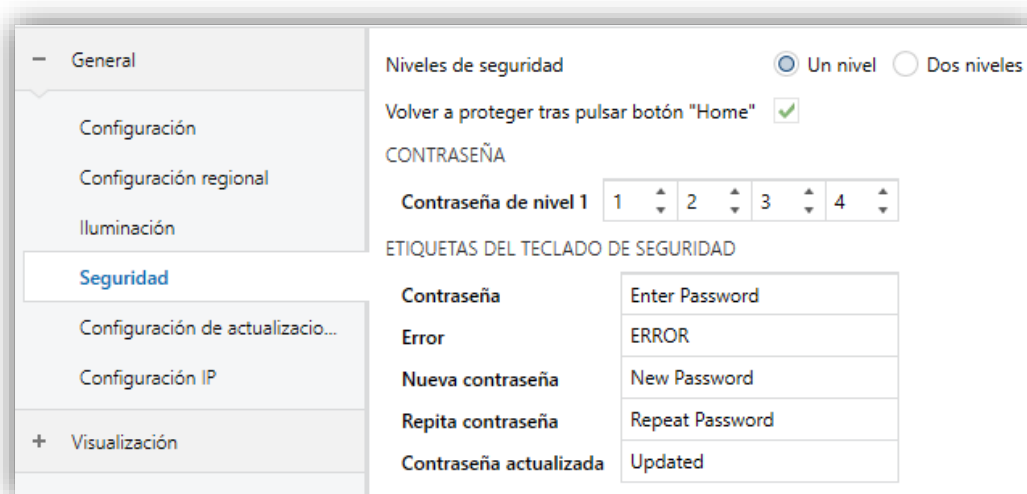 General
Configuración
Configuración regional
Iluminación
Seguridad
Configuración de actualizacio...
Configuración IP
Visualización
Niveles de seguridad Un nivel Dos niveles
Volver a proteger tras pulsar botón "Home"
CONTRASEÑA
Contraseña de nivel 1 1 2 3 4
ETIQUETAS DEL TECLADO DE SEGURIDAD
Contraseña Enter Password
Error ERROR
Nueva contraseña New Password
Repita contraseña Repeat Password
Contraseña actualizada Updated